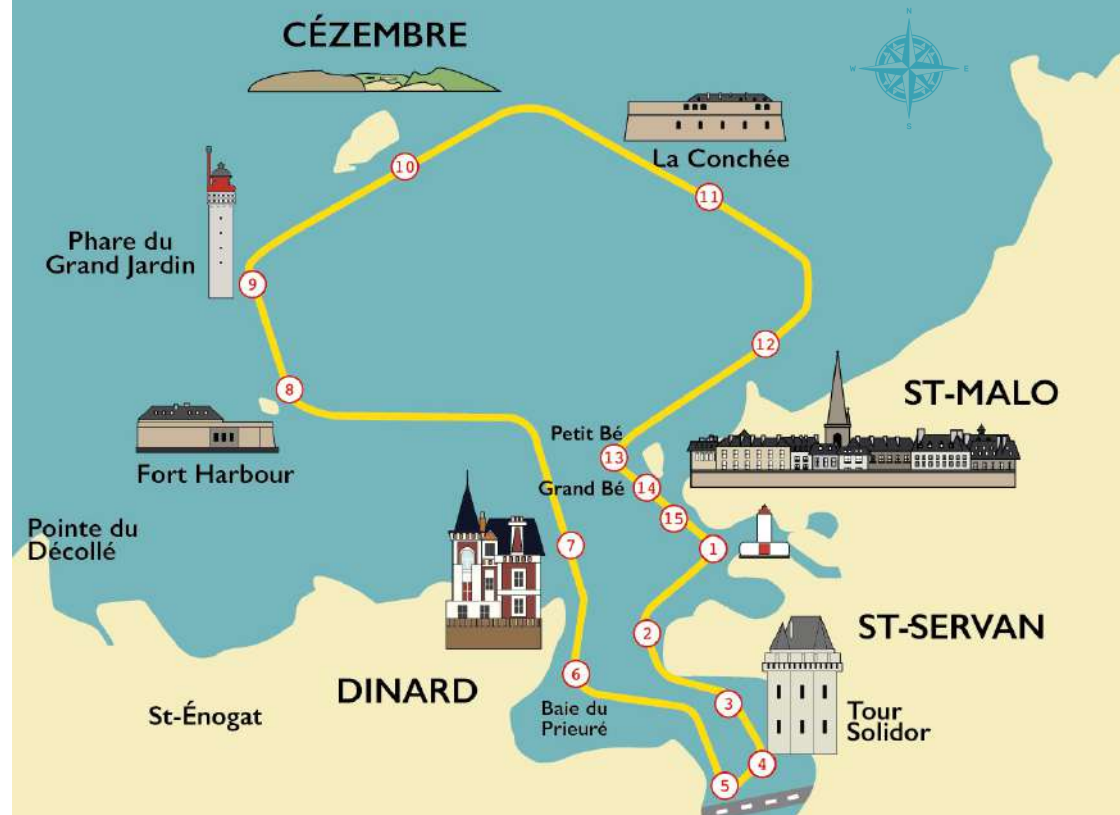 N
W E
S
CÉZEMBRE
La Conchée
10
11
Phare du
Grand Jardin
9
12
8
ST-MALO
Petit Bé
13
Fort Harbour
Grand Bé
14
15
Pointe du
Décollé
7
1
2
ST-SERVAN
6
DINARD
St-Énogat
Baie du
Prieuré
3
Tour
Solidor
4
5